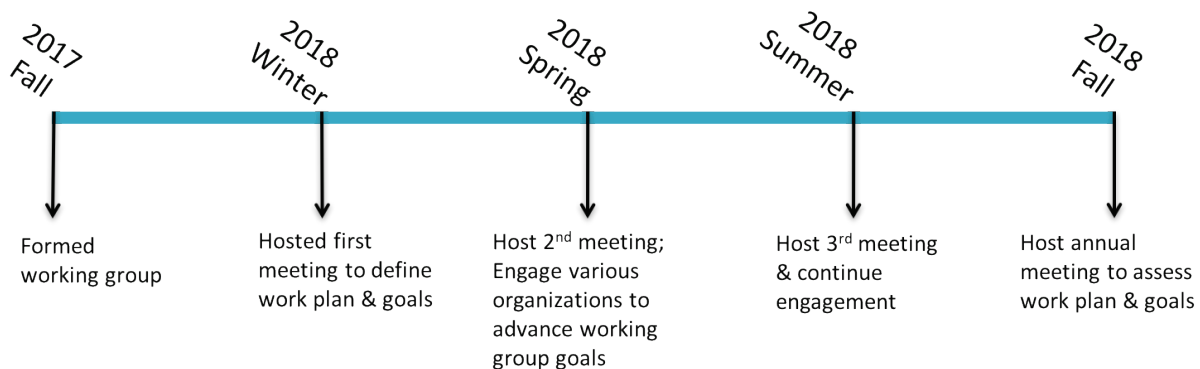 2017
Fall
2018
Winter
2018
Spring
2018
Summer
2018
Fall
Formed
working group
Hosted first
meeting to define
work plan & goals
Host 2nd meeting;
Engage various
organizations to
advance working
group goals
Host 3rd meeting
& continue
engagement
Host annual
meeting to assess
work plan & goals